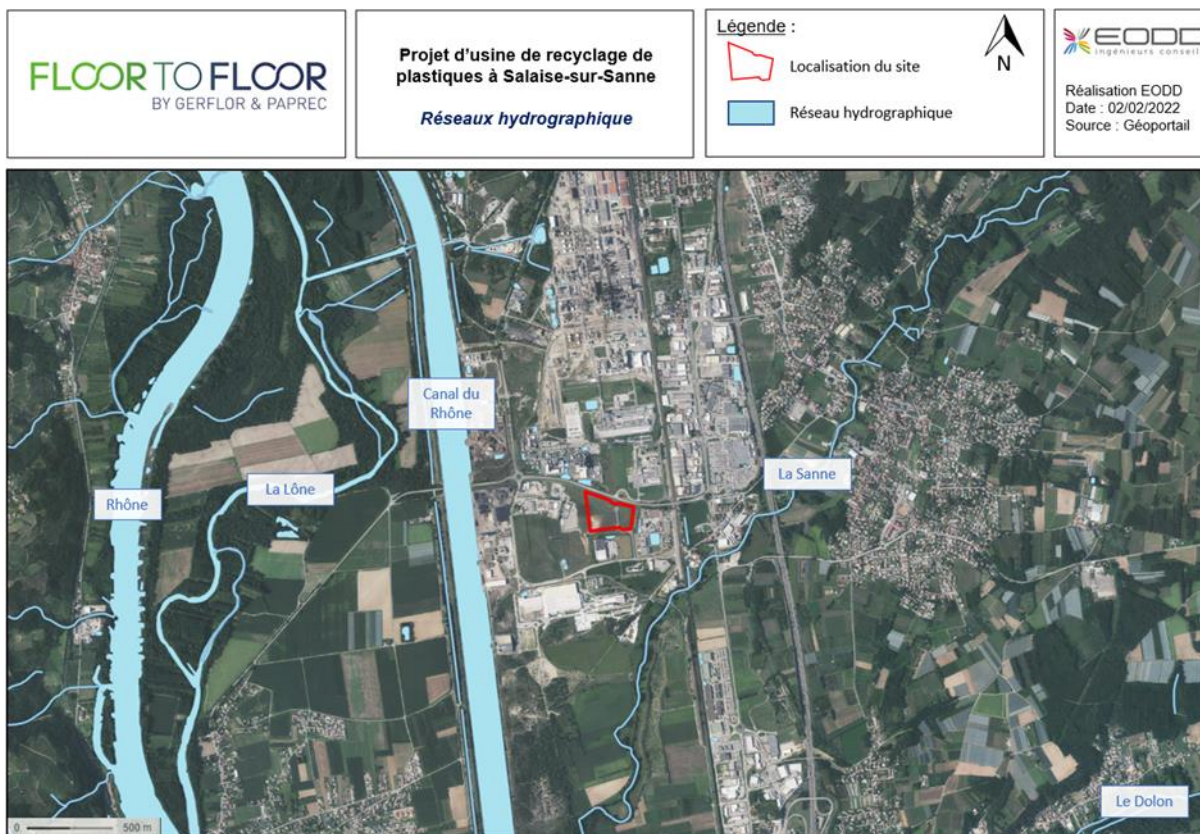 FLOOR TO FLOOR
BY GERFLOR & PAPREC
Projet d'usine de recyclage de
plastiques à Salaise-sur-Sanne
Réseaux hydrographique
Légende :
Localisation du site
Réseau hydrographique
N
EODD
ingénieurs conseil
Réalisation EODD
Date : 02/02/2022
Source : Géoportail
Canal du
Rhône
La Sanne
La Lône
Rhône
Le Dolon
0 500 m